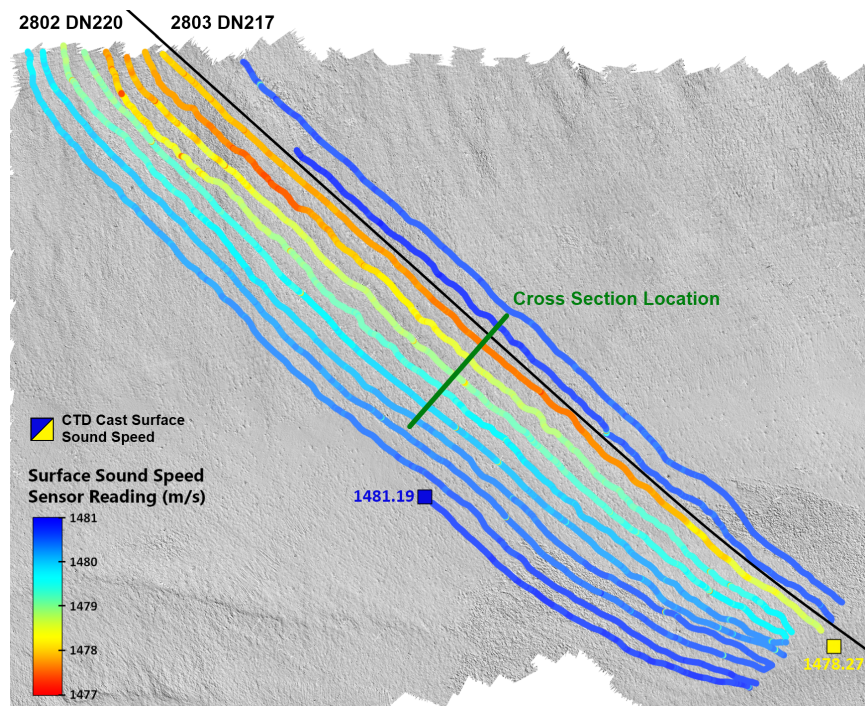 2802 DN220
2803 DN217
Cross Section Location
CTD Cast Surface
Sound Speed
Surface Sound Speed
Sensor Reading (m/s)
1481.19
1481
1480
1479
1478
1477
1478.27